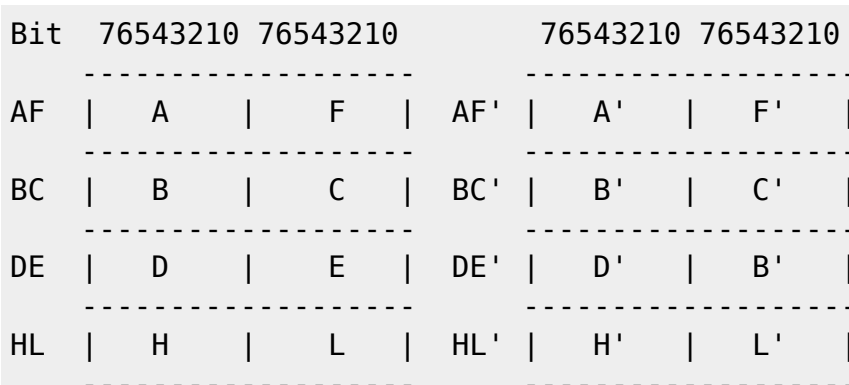 Bit 76543210 76543210 76543210 76543210
-------------------   -------------------
AF | A | F | AF' | A' | F' |
-------------------   -------------------
BC | B | C | BC' | B' | C' |
-------------------   -------------------
DE | D | E | DE' | D' | B' |
-------------------   -------------------
HL | H | L | HL' | H' | L' |
-------------------   -------------------